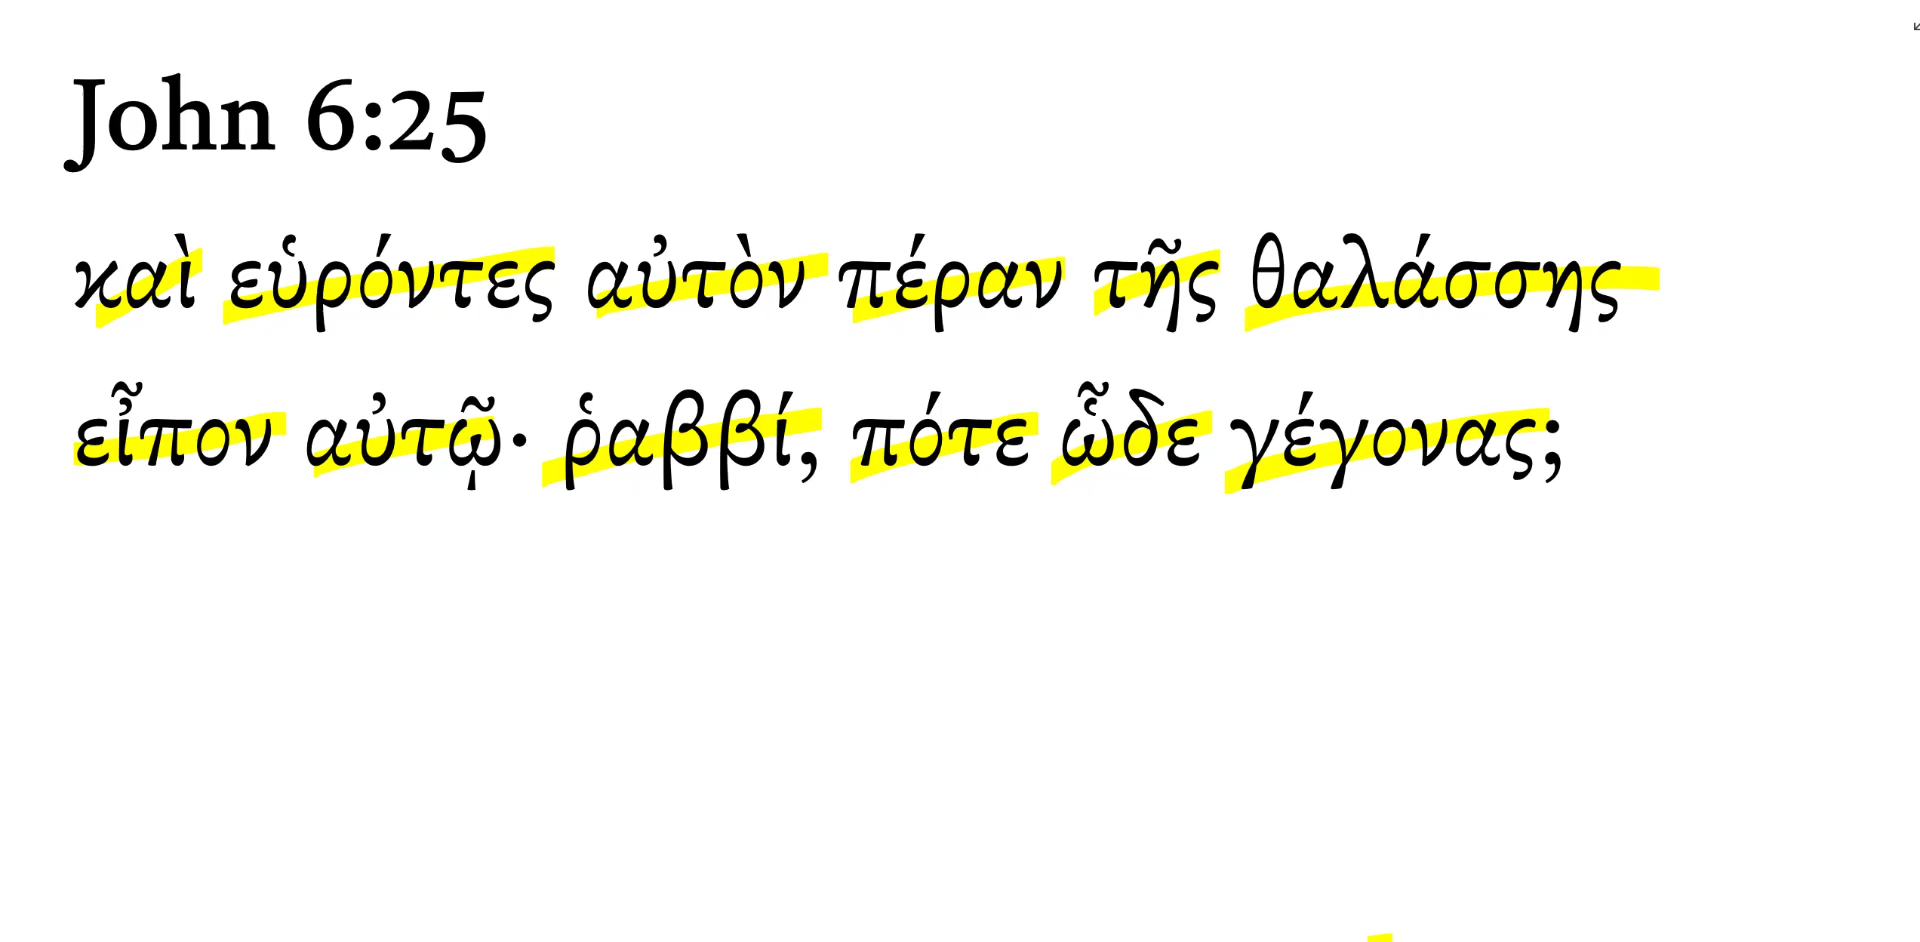 John 6:25
καὶ εὑρόντες αὐτὸν πέραν τῆς θαλάσσης
εἶπον αὐτῷ· ῥαββί, πότε ὧδε γέγονας;